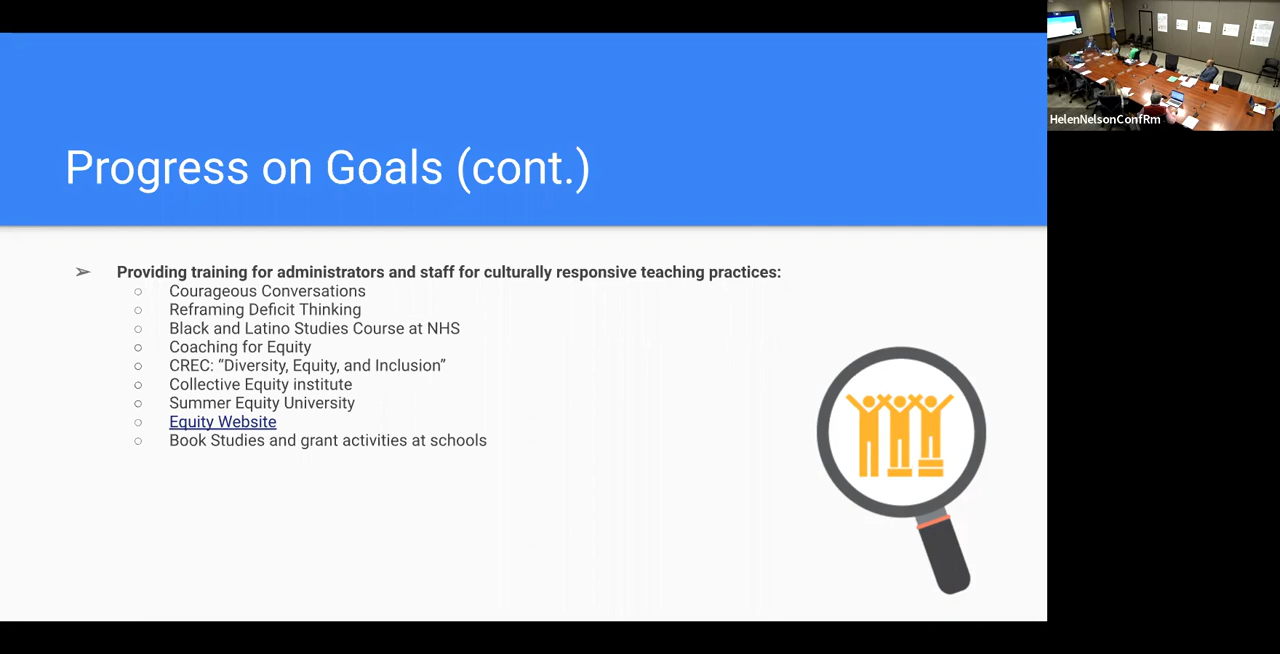 Progress on Goals (cont.)
➢ Providing training for administrators and staff for culturally responsive teaching practices:
○ Courageous Conversations
○ Reframing Deficit Thinking
○ Black and Latino Studies Course at NHS
○ Coaching for Equity
○ CREC: “Diversity, Equity, and Inclusion”
○ Collective Equity institute
○ Summer Equity University
○ Equity Website
○ Book Studies and grant activities at schools
HelenNelsonConfRm